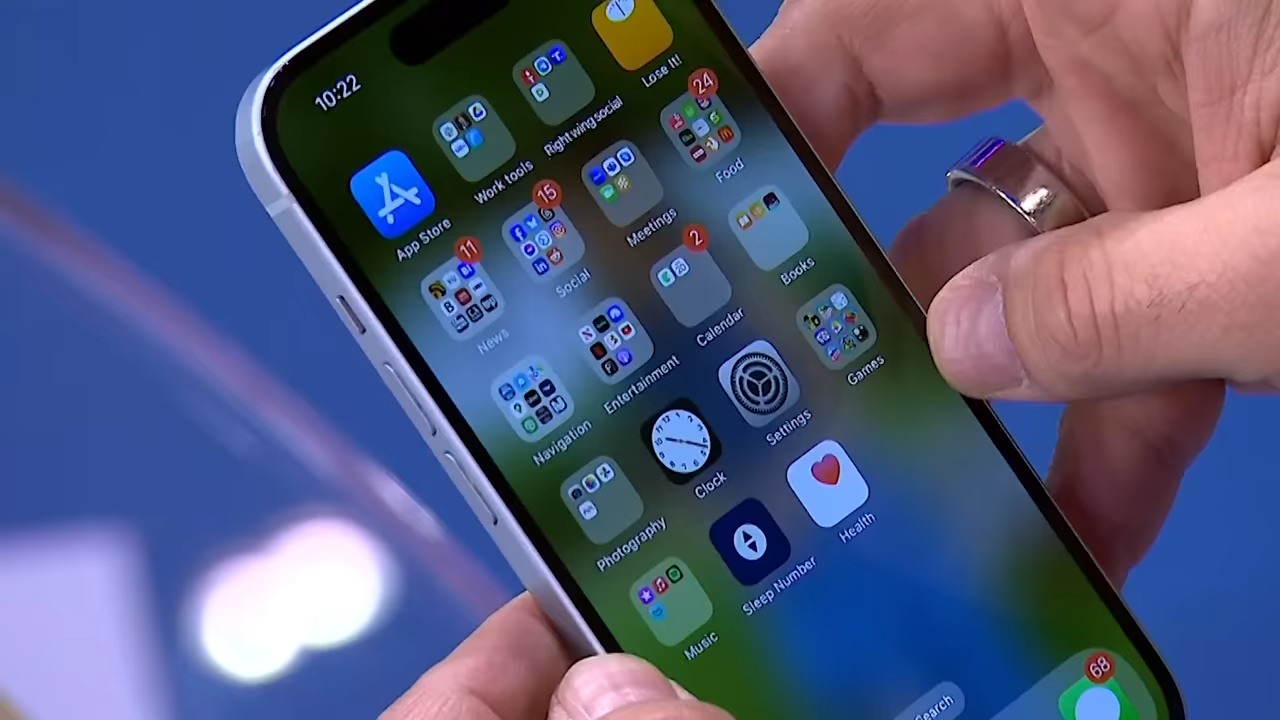 10:22
App Store
Work tools
Right wing social
Lose It!
11
News
15
Social
Meetings
24
Food
Navigation
Entertainment
2
Calendar
Books
Photography
Clock
Settings
Games
Music
Sleep Number
Health
Search
68